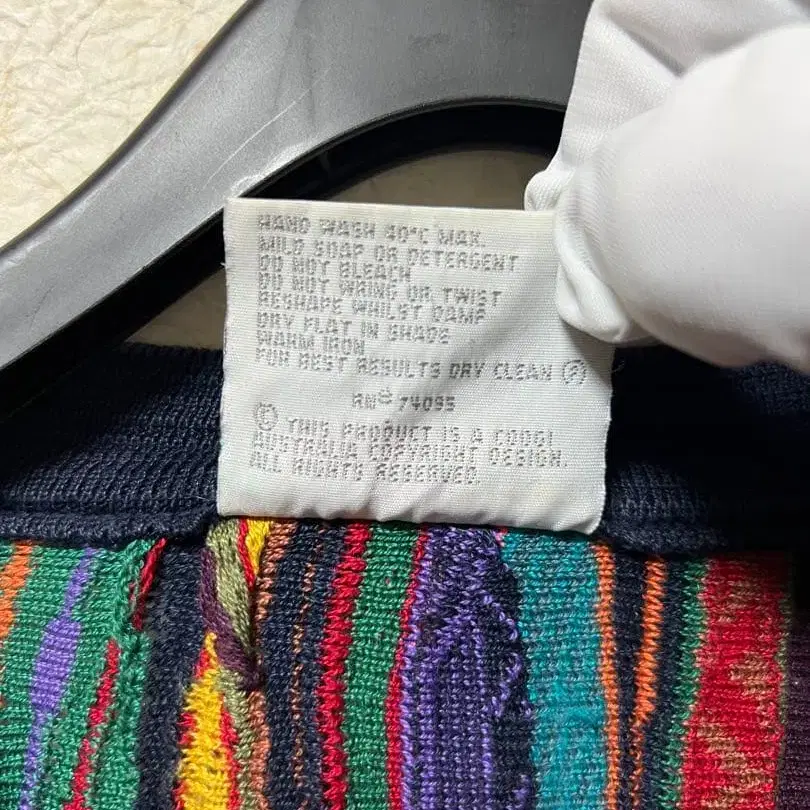 HAND WASH 40°C MAX.
MILD SOAP OR DETERGENT
DO NOT BLEACH
DO NOT WRING OR TWIST
RESHAPE WHILST DAMP
DRY FLAT IN SHADE
WARM IRON
FOR BEST RESULTS DRY CLEAN Ⓟ
RNº 74095
© THIS PRODUCT IS A COOGI
AUSTRALIA COPYRIGHT DESIGN.
ALL RIGHTS RESERVED.